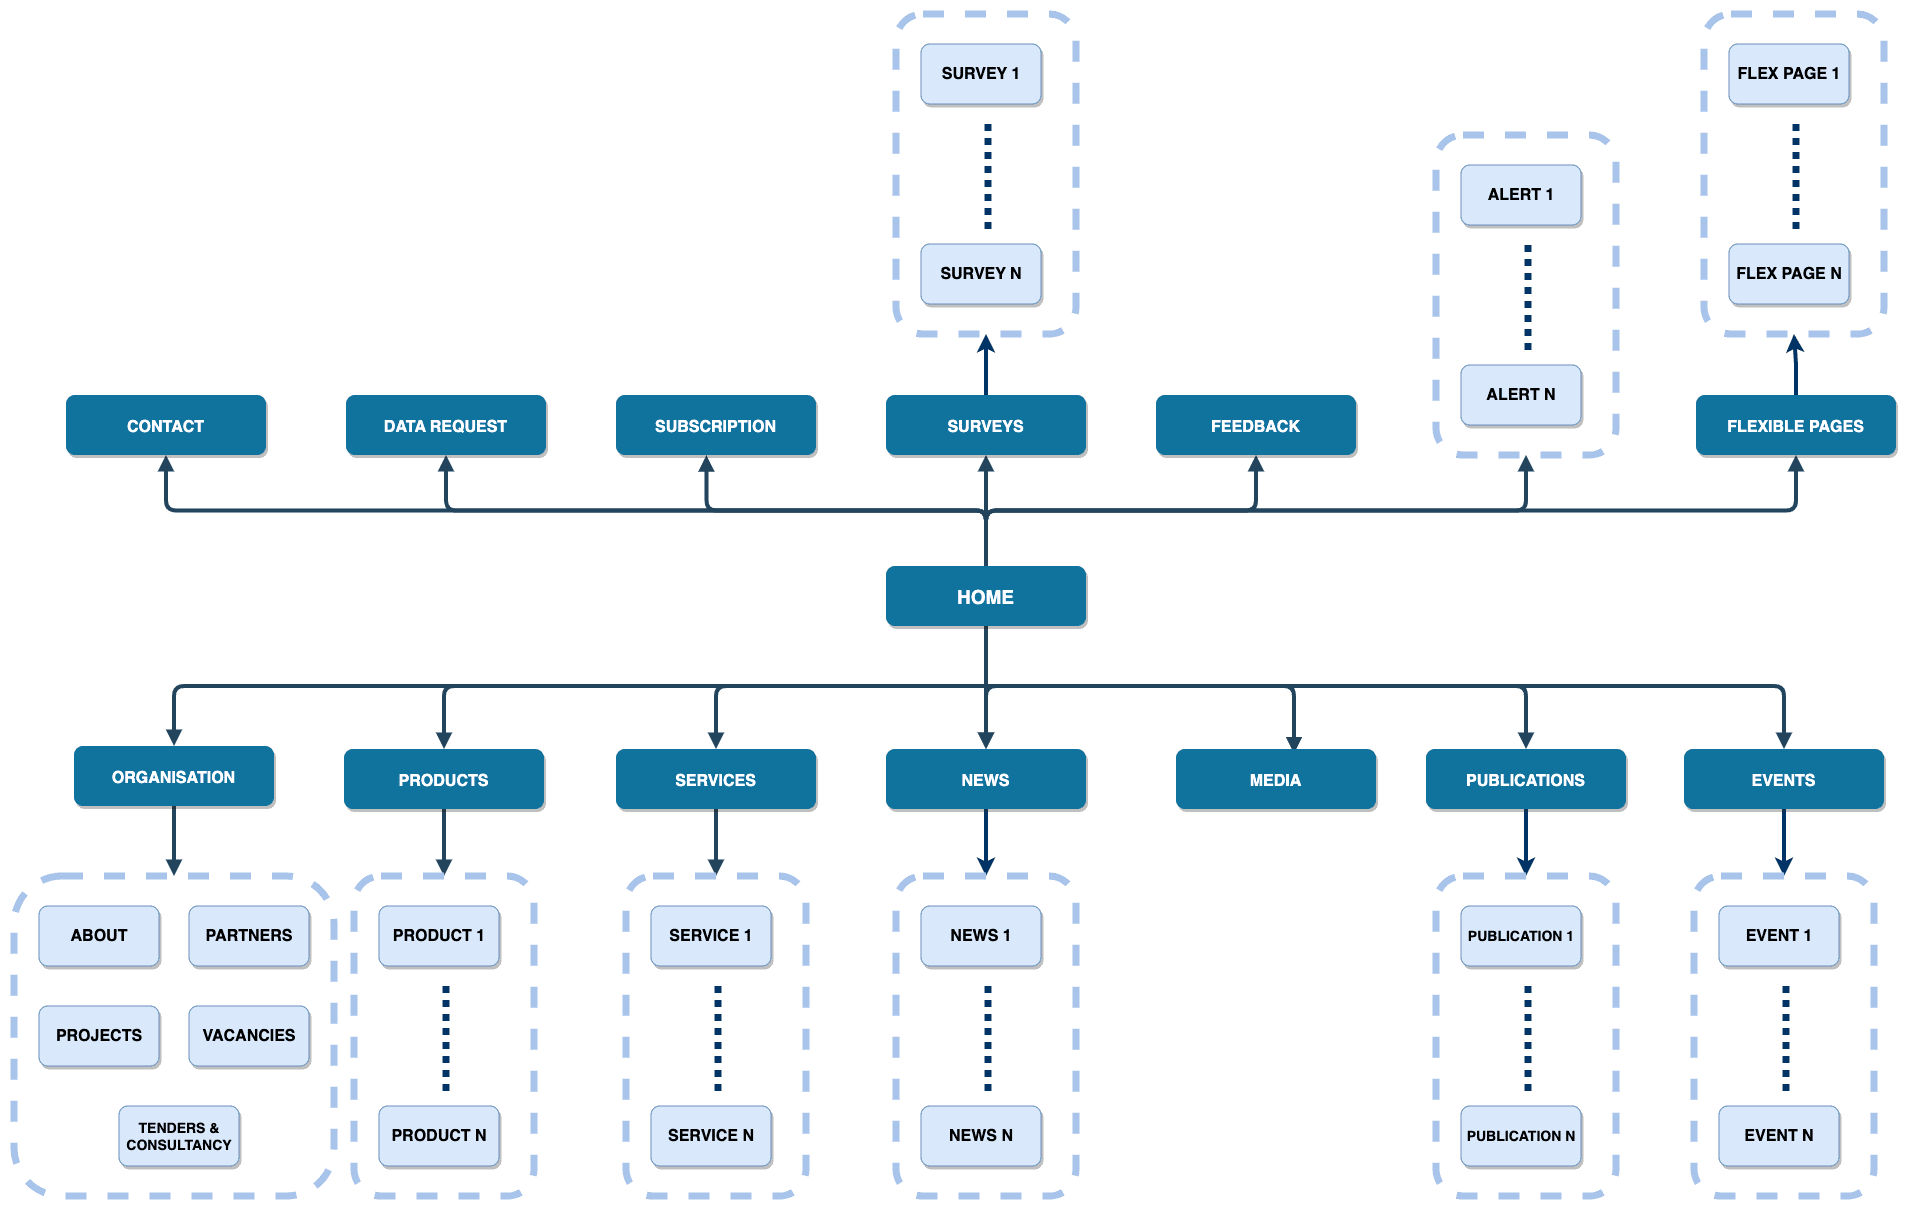 SURVEY 1
FLEX PAGE 1
ALERT 1
SURVEY N
FLEX PAGE N
ALERT N
CONTACT
DATA REQUEST
SUBSCRIPTION
SURVEYS
FEEDBACK
FLEXIBLE PAGES
HOME
ORGANISATION
PRODUCTS
SERVICES
NEWS
MEDIA
PUBLICATIONS
EVENTS
ABOUT
PARTNERS
PRODUCT 1
SERVICE 1
NEWS 1
PUBLICATION 1
EVENT 1
PROJECTS
VACANCIES
TENDERS &
CONSULTANCY
PRODUCT N
SERVICE N
NEWS N
PUBLICATION N
EVENT N